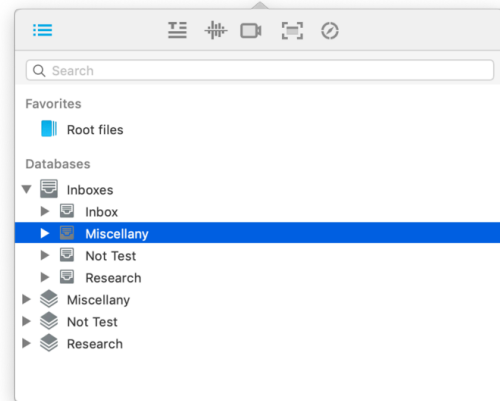 Search
Favorites
Root files
Databases
Inboxes
Inbox
Miscellany
Not Test
Research
Miscellany
Not Test
Research